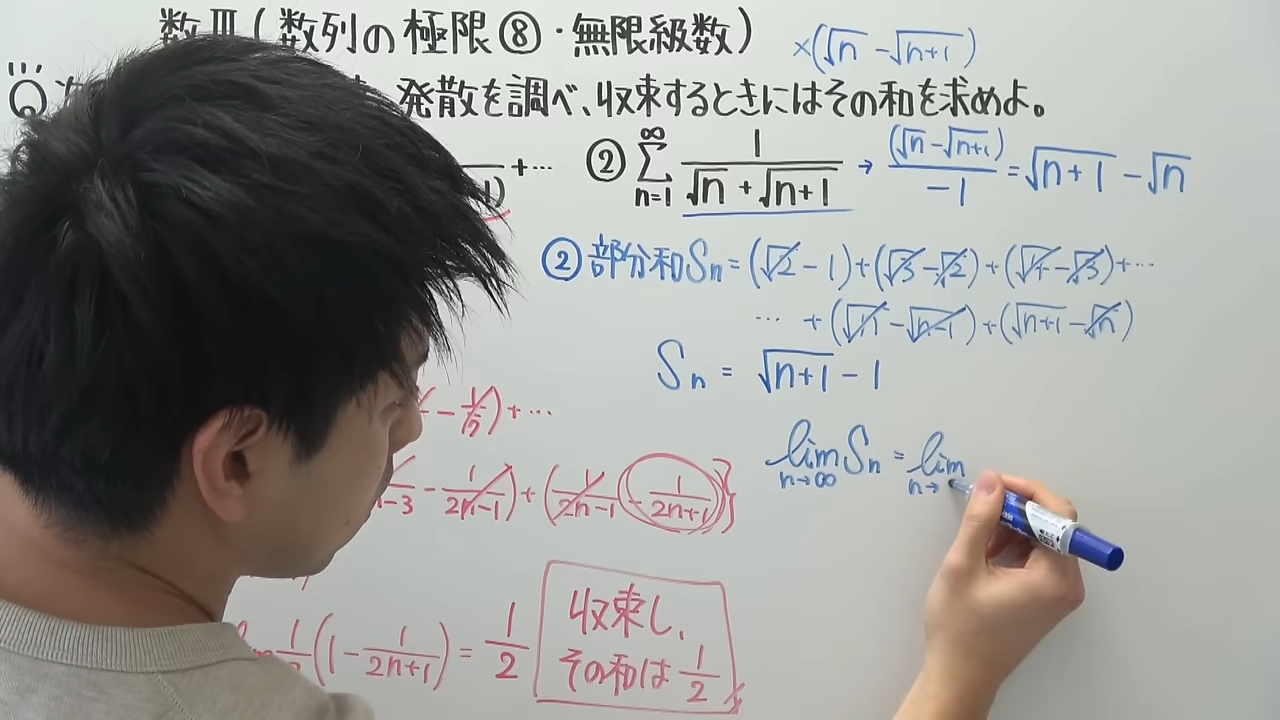 数Ⅲ(数列の極限⑧・無限級数)
×(√n - √n+1)
Q 発散を調べ、収束するときにはその和を求めよ。
+…
② ∞ Σ n=1 1/(√n + √n+1) → (√n - √n+1)/-1 = √n+1 - √n
② 部分和 Sn = (√2 - 1) + (√3 - √2) + (√4 - √3) + …
… + (√n - √n-1) + (√n+1 - √n)
Sn = √n+1 - 1
- 1/5) + …
- 1/2n-1) + (1/2n-1 - 1/2n+1)}
lim n→∞ Sn = lim n→
1/2 (1 - 1/2n+1) = 1/2
収束し、
その和は 1/2